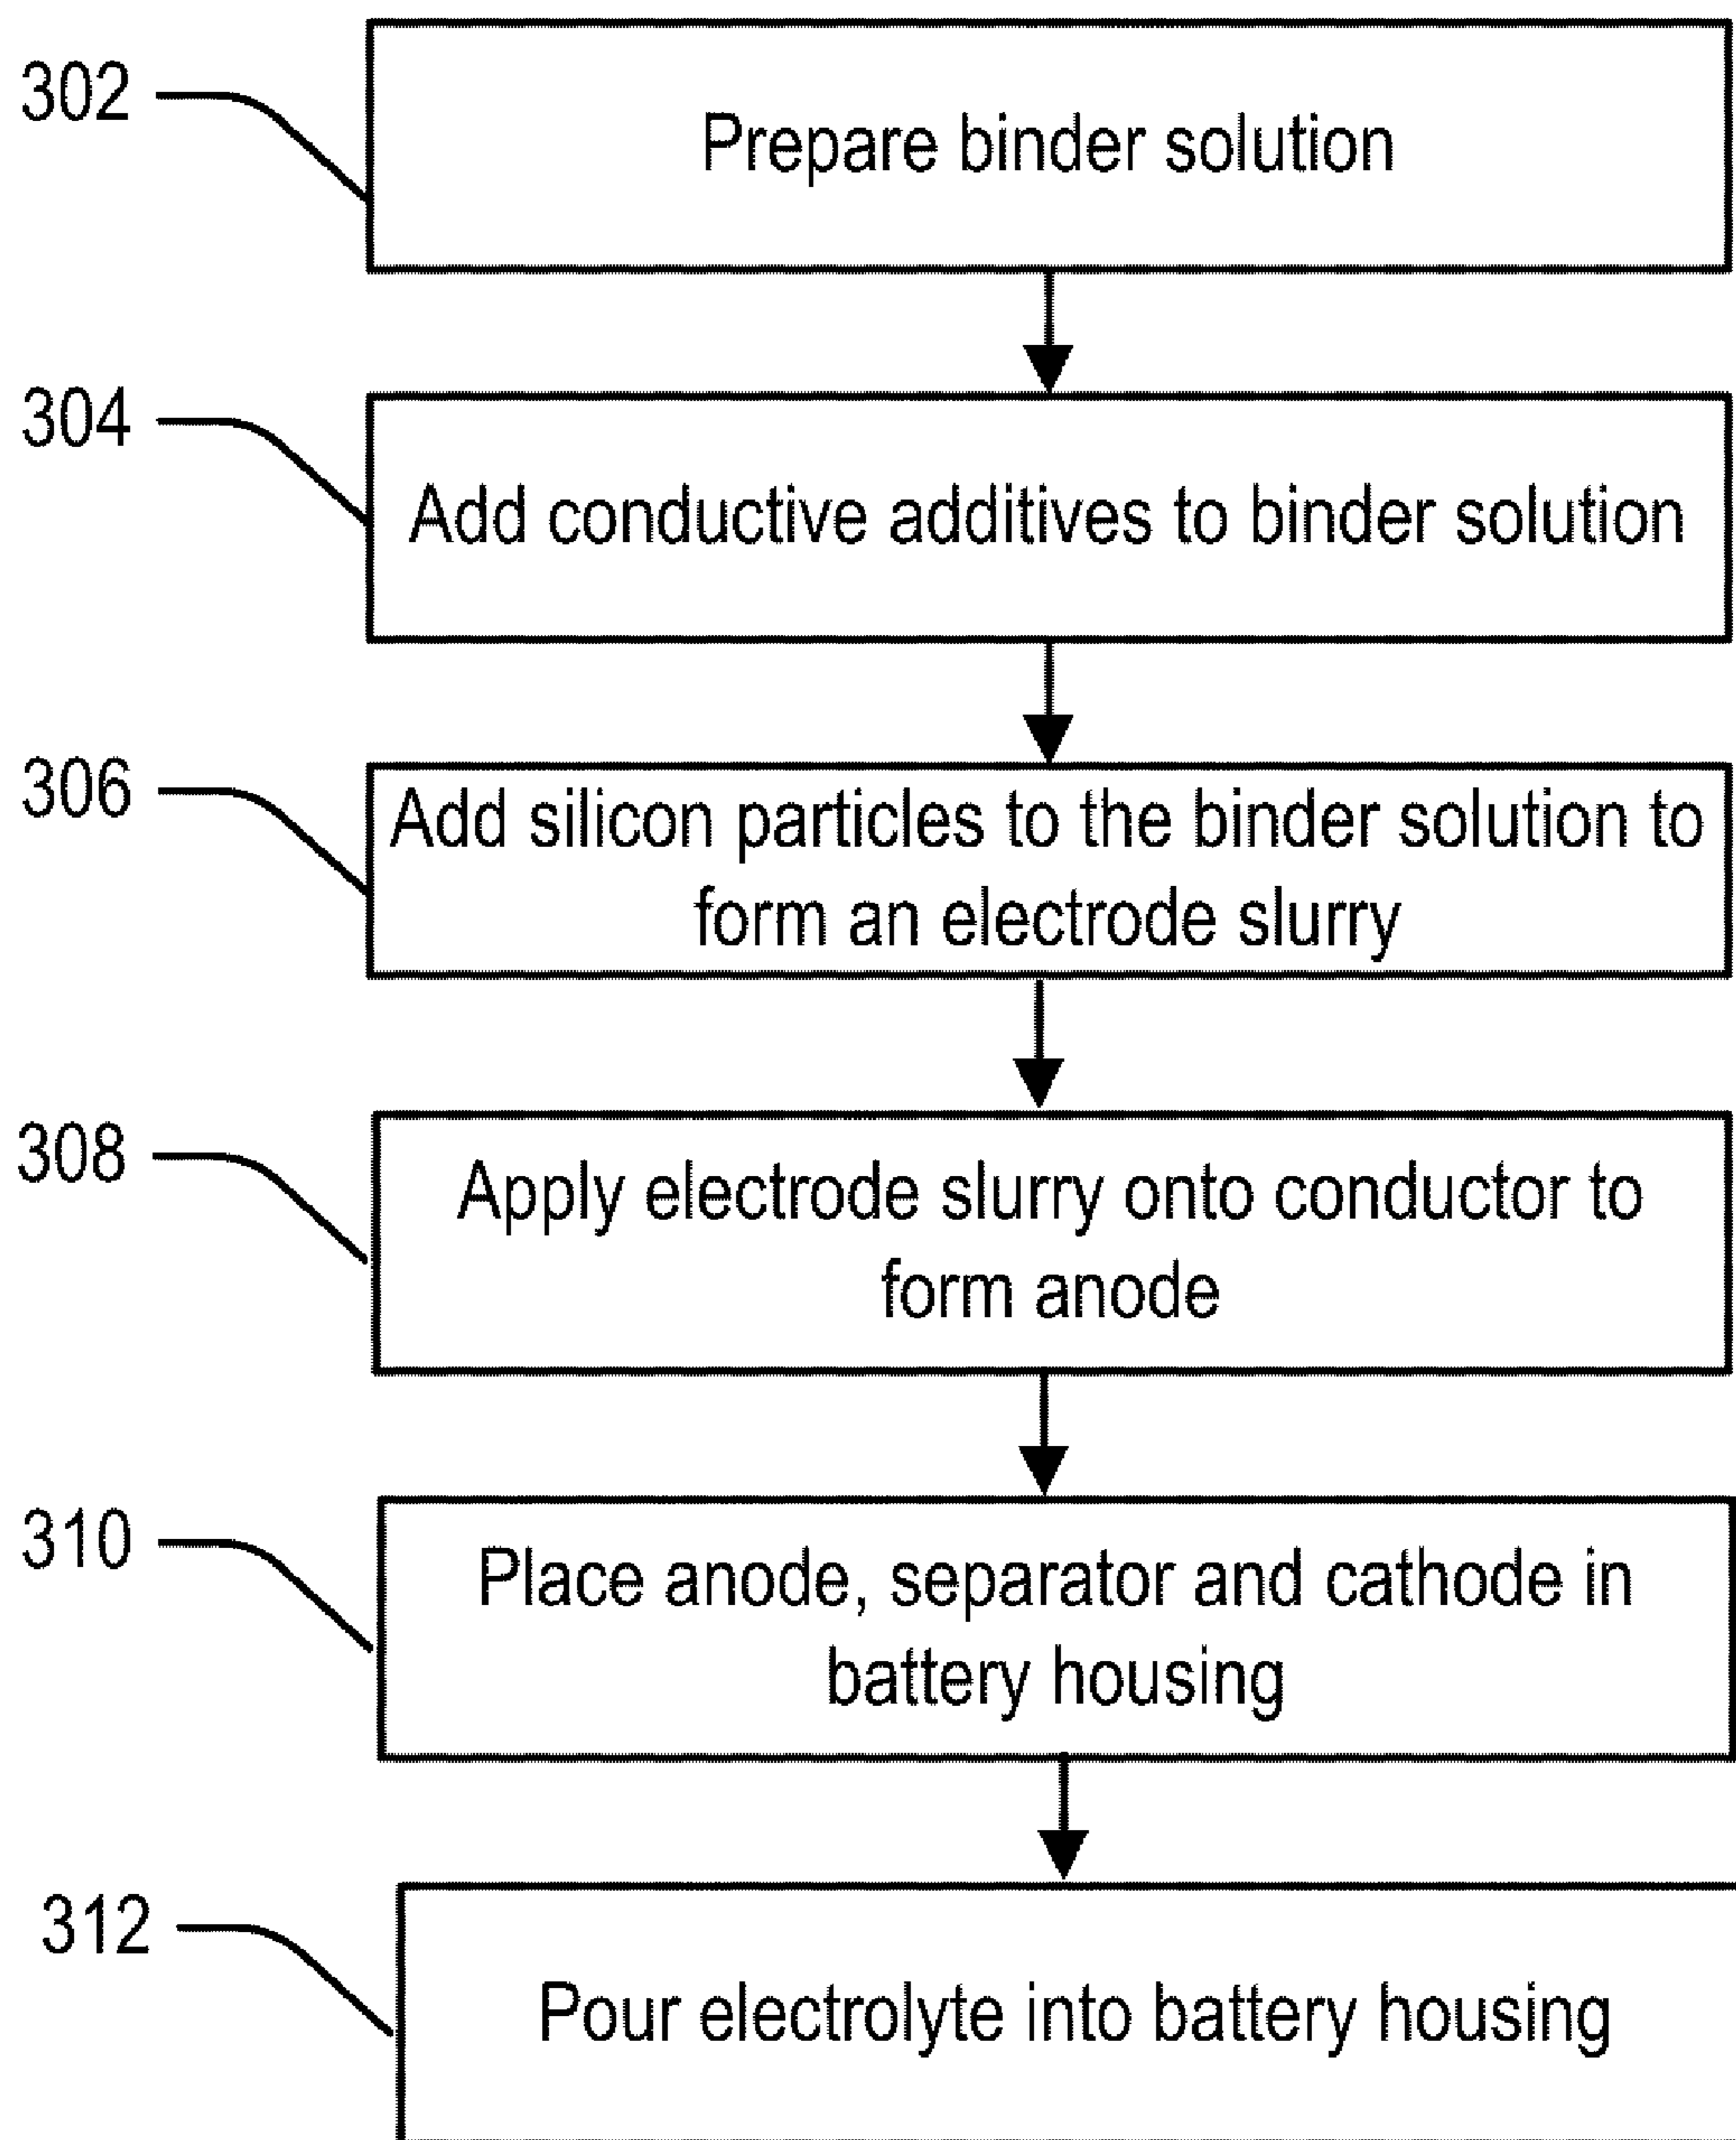 302
Prepare binder solution
304
Add conductive additives to binder solution
306
Add silicon particles to the binder solution to
form an electrode slurry
308
Apply electrode slurry onto conductor to
form anode
310
Place anode, separator and cathode in
battery housing
312
Pour electrolyte into battery housing